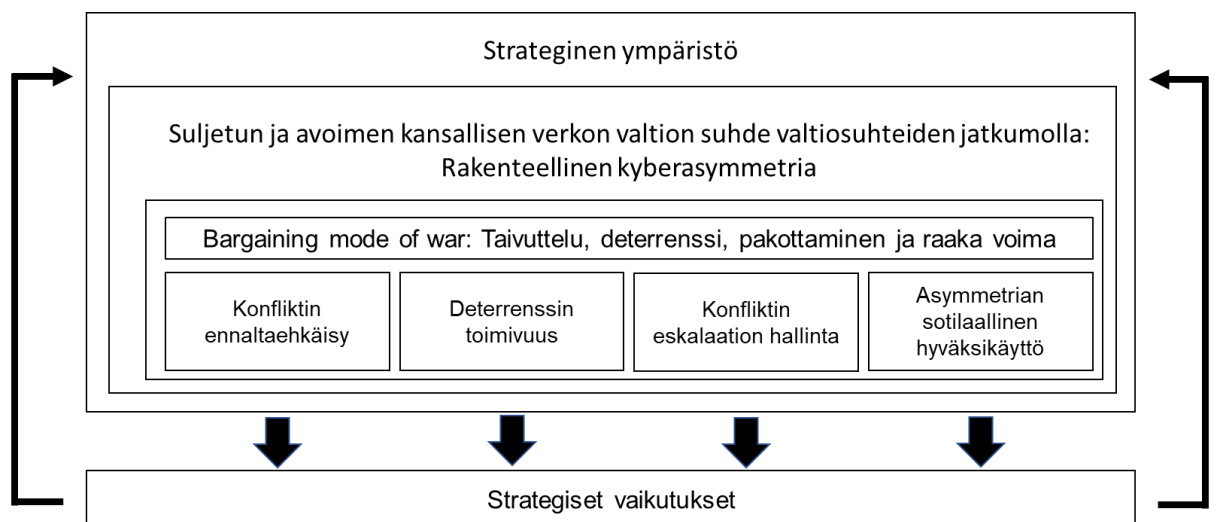 Strateginen ympäristö
Suljetun ja avoimen kansallisen verkon valtion suhde valtiosuhteiden jatkumolla:
Rakenteellinen kyberasymmetria
Bargaining mode of war: Taivuttelu, deterrenssi, pakottaminen ja raaka voima
Konfliktin
ennaltaehkäisy
Deterrenssin
toimivuus
Konfliktin
eskalaation hallinta
Asymmetrian
sotilaallinen
hyväksikäyttö
Strategiset vaikutukset